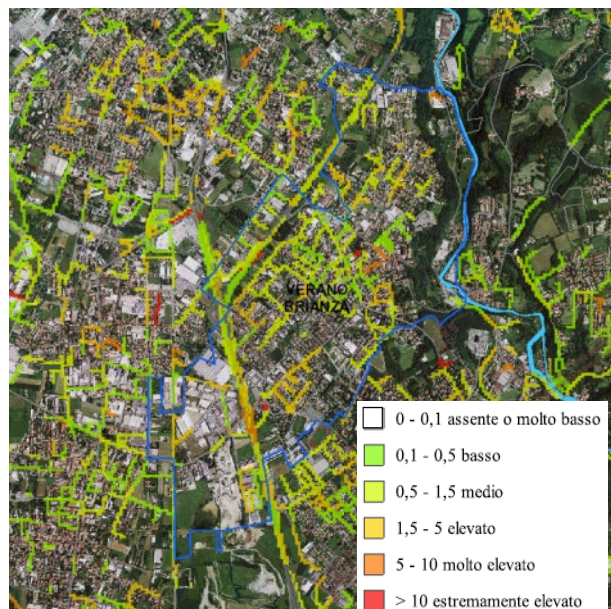 VERANO
BRIANZA
0 - 0,1 assente o molto basso
0,1 - 0,5 basso
0,5 - 1,5 medio
1,5 - 5 elevato
5 - 10 molto elevato
> 10 estremamente elevato